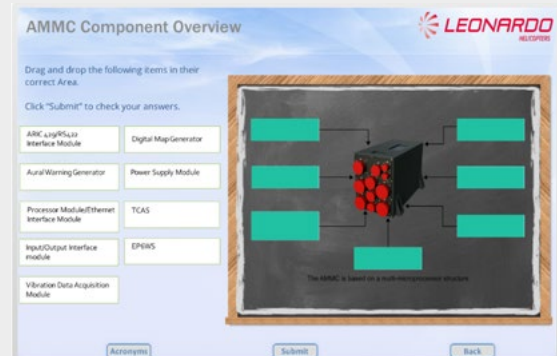 AMMC Component Overview
LEONARDO
HELICOPTERS
Drag and drop the following items in their
correct Area.
Click "Submit" to check your answers.
ARIC 429/RS422
Interface Module
Digital Map Generator
Aural Warning Generator
Power Supply Module
Processor Module/Ethernet
Interface Module
TCAS
Input/Output Interface
module
EP6WS
Vibration Data Acquisition
Module
The AMMC is based on a multi-microprocessor structure
Acronyms
Submit
Back